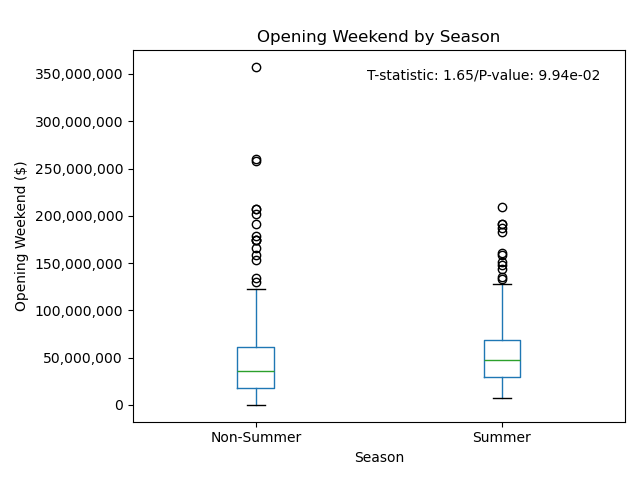 Opening Weekend by Season
T-statistic: 1.65/P-value: 9.94e-02
350,000,000
300,000,000
250,000,000
200,000,000
150,000,000
100,000,000
50,000,000
0
Opening Weekend ($)
Non-Summer
Summer
Season